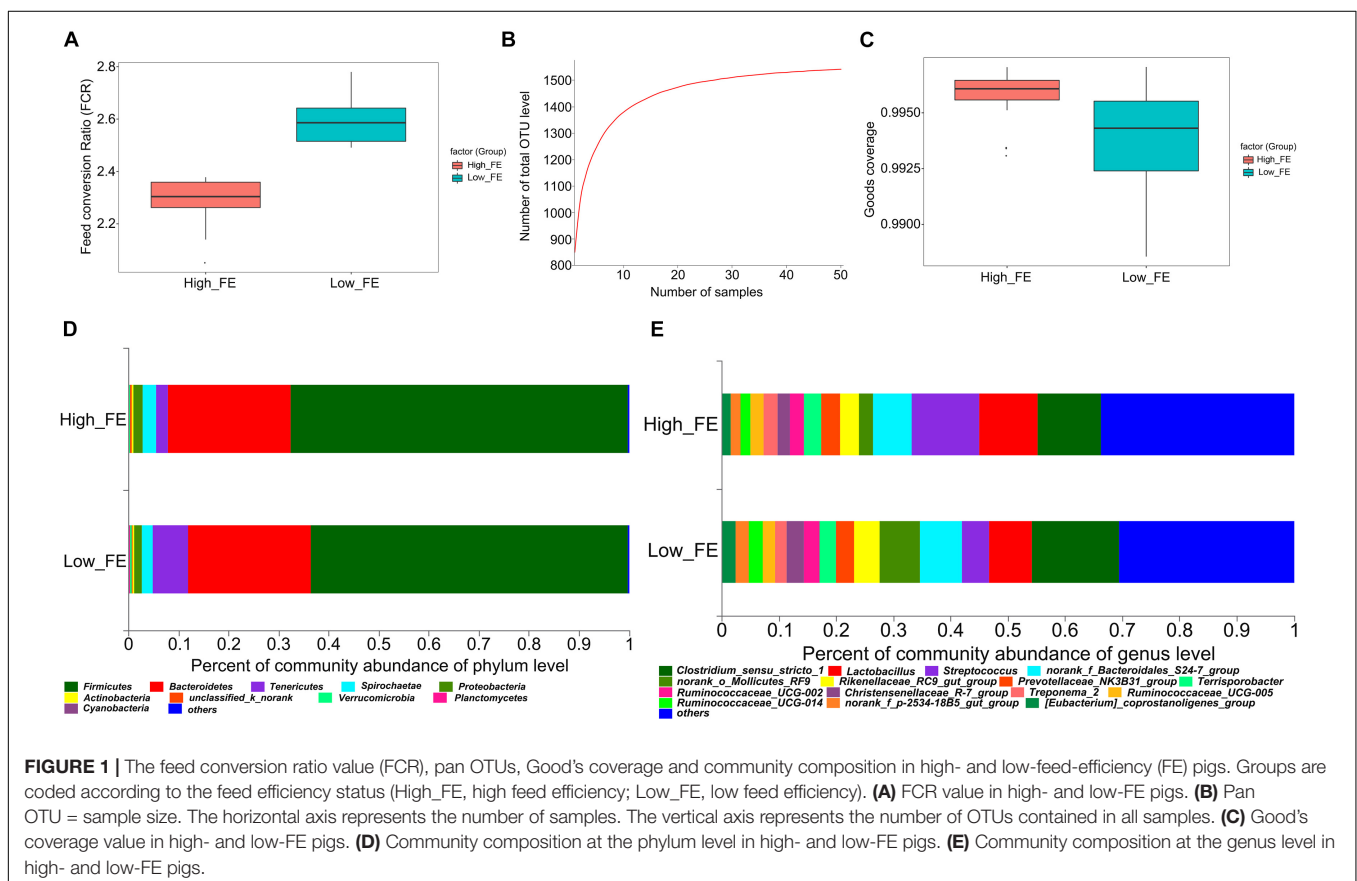 A
Feed conversion Ratio (FCR)
2.8
2.6
2.4
2.2
High_FE
Low_FE
factor (Group)
High_FE
Low_FE
B
Number of total OTU level
1500
1400
1300
1200
1100
1000
900
800
10
20
30
40
50
Number of samples
C
Goods coverage
0.9950
0.9925
0.9900
High_FE
Low_FE
factor (Group)
High_FE
Low_FE
D
High_FE
Low_FE
0 0.1 0.2 0.3 0.4 0.5 0.6 0.7 0.8 0.9 1
Percent of community abundance of phylum level
Firmicutes Bacteroidetes Tenericutes Spirochaetae Proteobacteria
Actinobacteria unclassified_k_norank Verrucomicrobia Planctomycetes
Cyanobacteria others
E
High_FE
Low_FE
0 0.1 0.2 0.3 0.4 0.5 0.6 0.7 0.8 0.9 1
Percent of community abundance of genus level
Clostridium_sensu_stricto_1 Lactobacillus Streptococcus norank_f_Bacteroidales_S24-7_group
norank_o_Mollicutes_RF9 Rikenellaceae_RC9_gut_group Prevotellaceae_NK3B31_group Terrisporobacter
Ruminococcaceae_UCG-002 Christensenellaceae_R-7_group Treponema_2 Ruminococcaceae_UCG-005
Ruminococcaceae_UCG-014 norank_f_p-2534-18B5_gut_group [Eubacterium]_coprostanoligenes_group
others
FIGURE 1 | The feed conversion ratio value (FCR), pan OTUs, Good's coverage and community composition in high- and low-feed-efficiency (FE) pigs. Groups are
coded according to the feed efficiency status (High_FE, high feed efficiency; Low_FE, low feed efficiency). (A) FCR value in high- and low-FE pigs. (B) Pan
OTU = sample size. The horizontal axis represents the number of samples. The vertical axis represents the number of OTUs contained in all samples. (C) Good's
coverage value in high- and low-FE pigs. (D) Community composition at the phylum level in high- and low-FE pigs. (E) Community composition at the genus level in
high- and low-FE pigs.